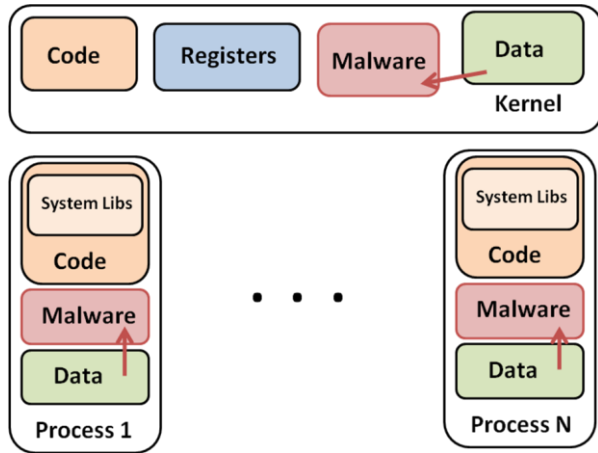 Code
Registers
Malware
Data
Kernel
System Libs
Code
Malware
Data
Process 1
. . .
System Libs
Code
Malware
Data
Process N